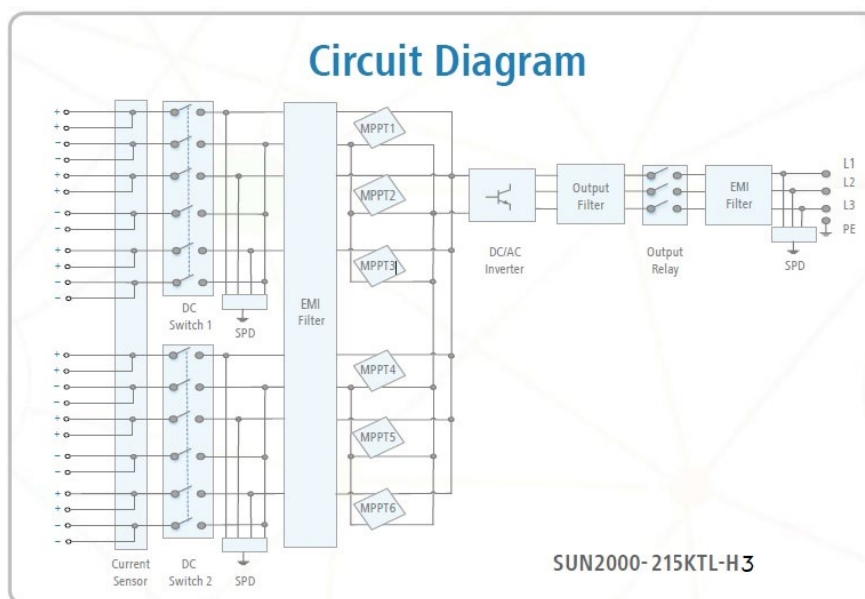 Circuit Diagram
+
+
−
−
+
+
−
−
+
+
−
−
DC
Switch 1
SPD
+
+
−
−
+
+
−
−
+
+
−
−
Current
Sensor
DC
Switch 2
SPD
EMI
Filter
MPPT1
MPPT2
MPPT3
MPPT4
MPPT5
MPPT6
DC/AC
Inverter
Output
Filter
Output
Relay
EMI
Filter
SPD
L1
L2
L3
PE
SUN2000-215KTL-H3